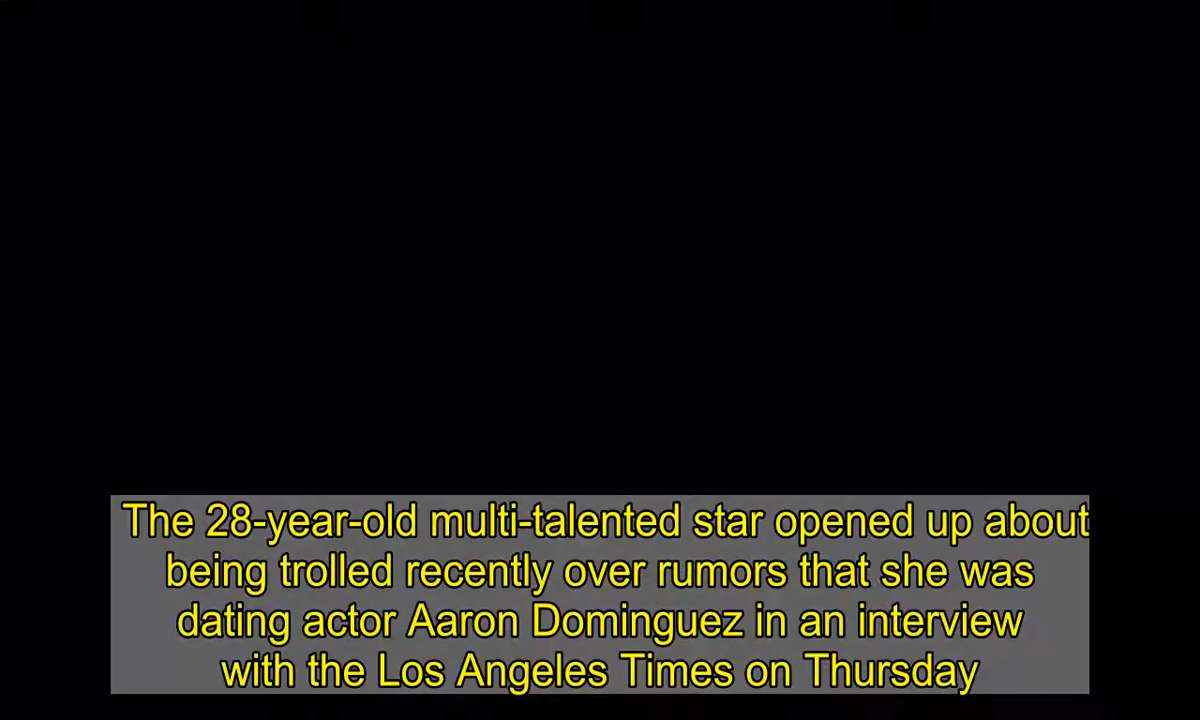 The 28-year-old multi-talented star opened up about
being trolled recently over rumors that she was
dating actor Aaron Dominguez in an interview
with the Los Angeles Times on Thursday